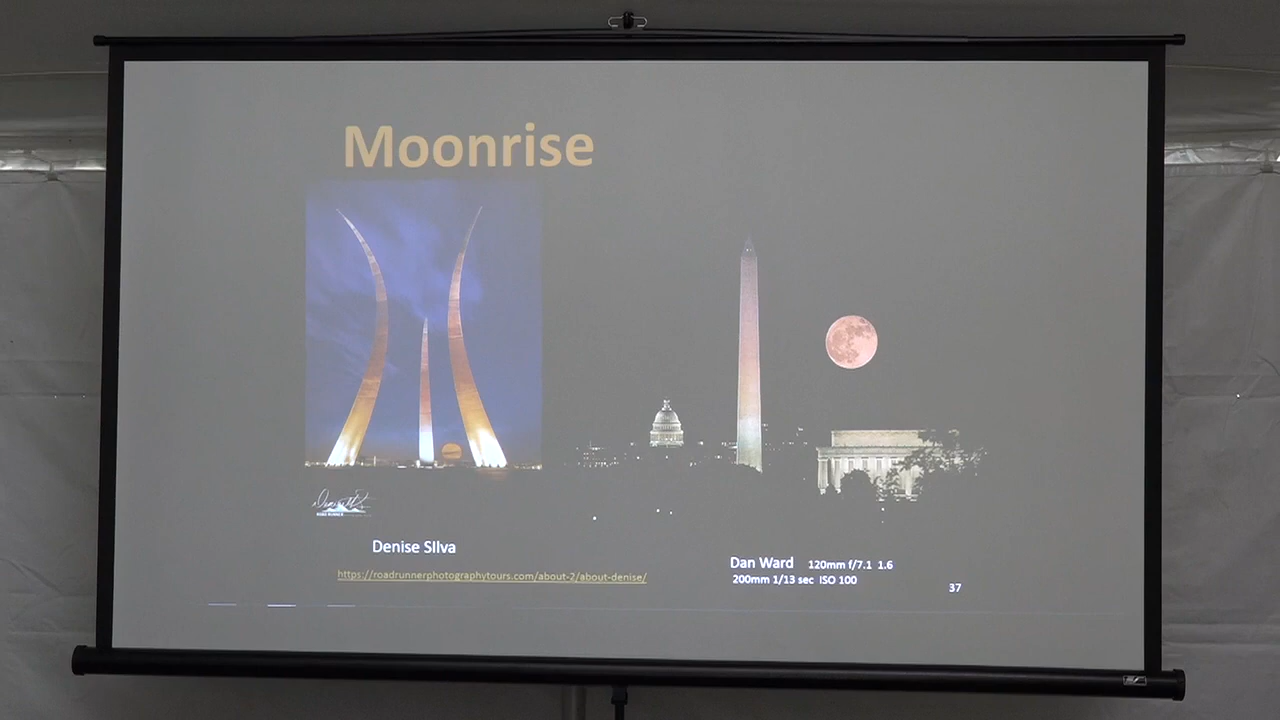 Moonrise
Denise SIlva
https://roadrunnerphotographytours.com/about-2/about-denise/
Dan Ward 120mm f/7.1 1.6
200mm 1/13 sec ISO 100
37